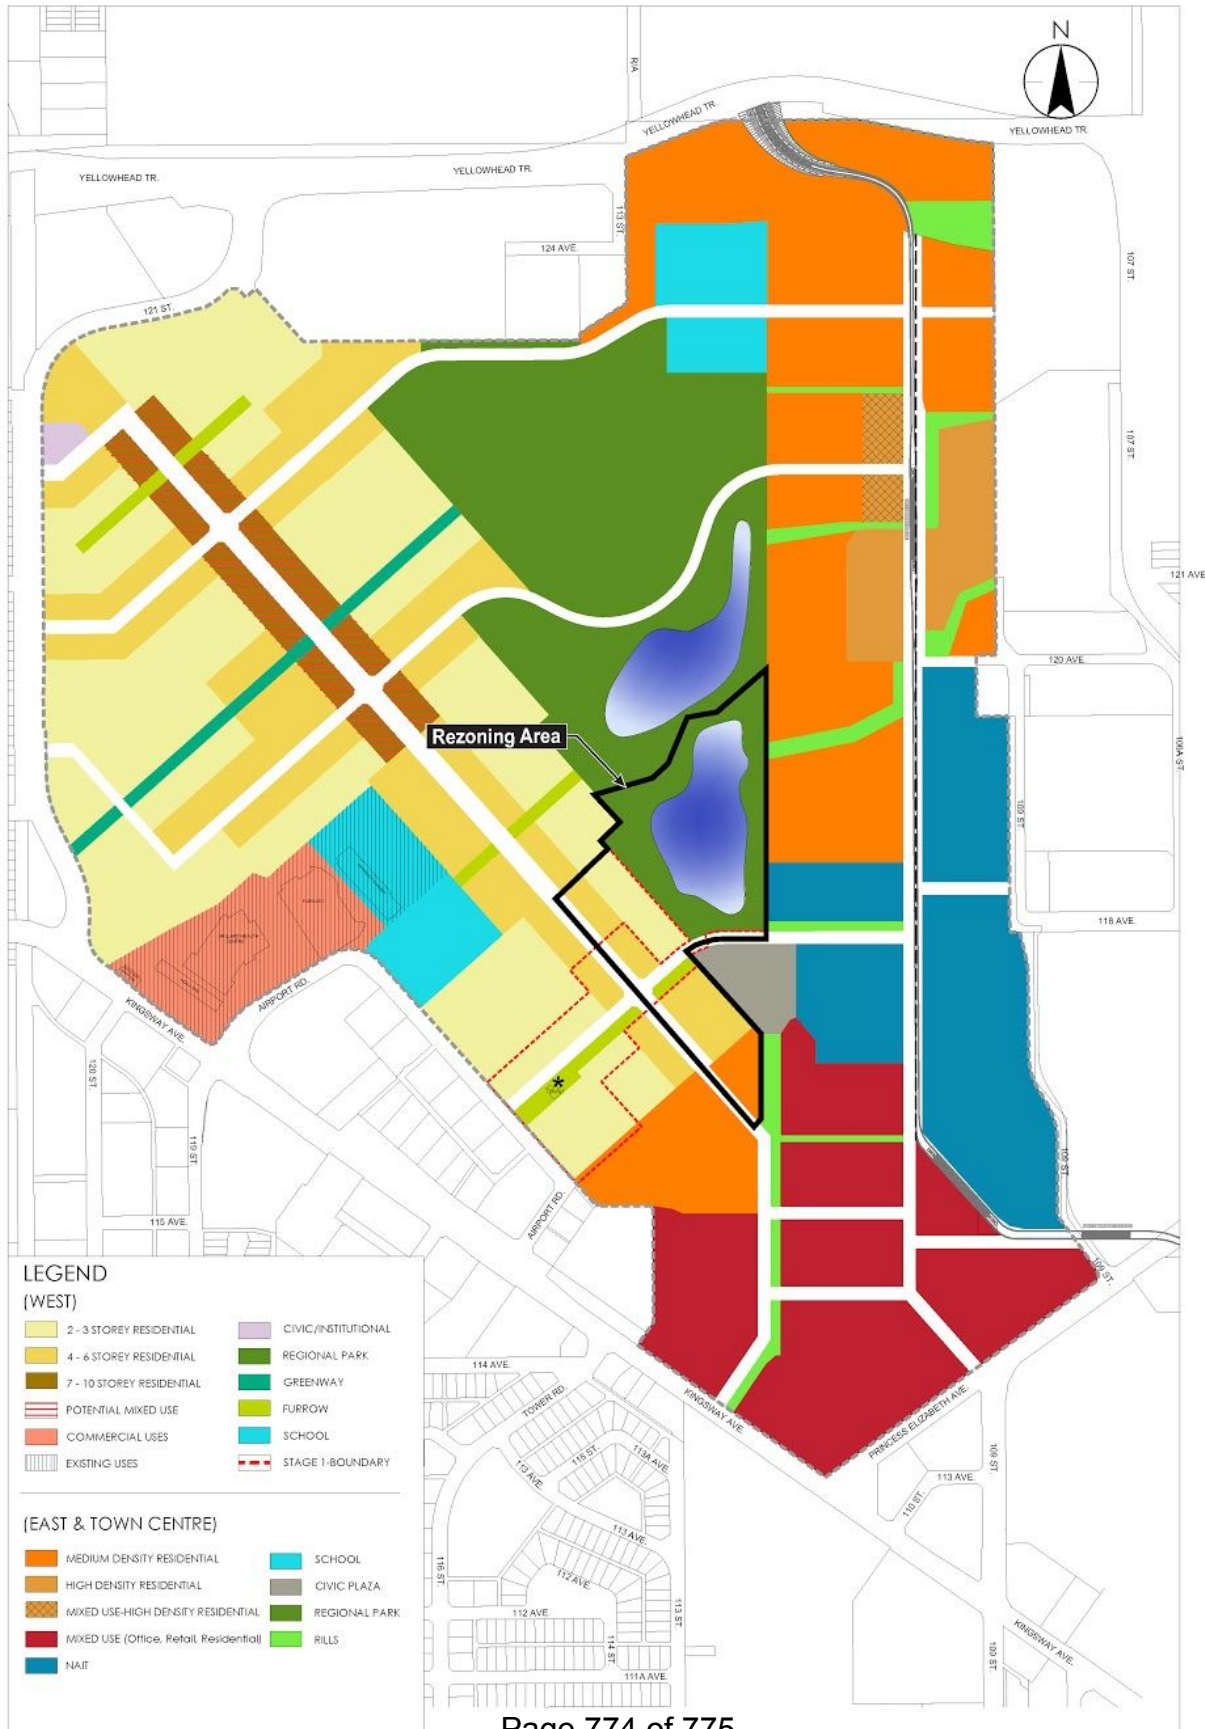 N
R/A
YELLOWHEAD TR.
YELLOWHEAD TR.
YELLOWHEAD TR.
YELLOWHEAD TR.
113 ST.
124 AVE.
107 ST.
121 ST.
107 ST.
121 AVE
120 AVE.
Rezoning Area
106A ST.
109 ST.
118 AVE.
AIRPORT RD.
KINGSWAY AVE.
120 ST.
*
119 ST.
109 ST.
AIRPORT RD.
115 AVE.
109 ST.
LEGEND
(WEST)
2 - 3 STOREY RESIDENTIAL
4 - 6 STOREY RESIDENTIAL
7 - 10 STOREY RESIDENTIAL
POTENTIAL MIXED USE
COMMERCIAL USES
EXISTING USES
CIVIC/INSTITUTIONAL
REGIONAL PARK
GREENWAY
FURROW
SCHOOL
STAGE 1-BOUNDARY
(EAST & TOWN CENTRE)
MEDIUM DENSITY RESIDENTIAL
HIGH DENSITY RESIDENTIAL
MIXED USE-HIGH DENSITY RESIDENTIAL
MIXED USE (Office, Retail, Residential)
NAIT
SCHOOL
CIVIC PLAZA
REGIONAL PARK
RILLS
114 AVE.
TOWER RD
KINGSWAY AVE.
PRINCESS ELIZABETH AVE.
115 ST.
113A AVE.
113 AVE.
109 ST.
113 AVE.
110 ST.
113 AVE.
116 ST.
112 AVE.
112 AVE.
113 ST.
114 ST.
109 ST.
KINGSWAY AVE.
111A AVE.
Page 774 of 775